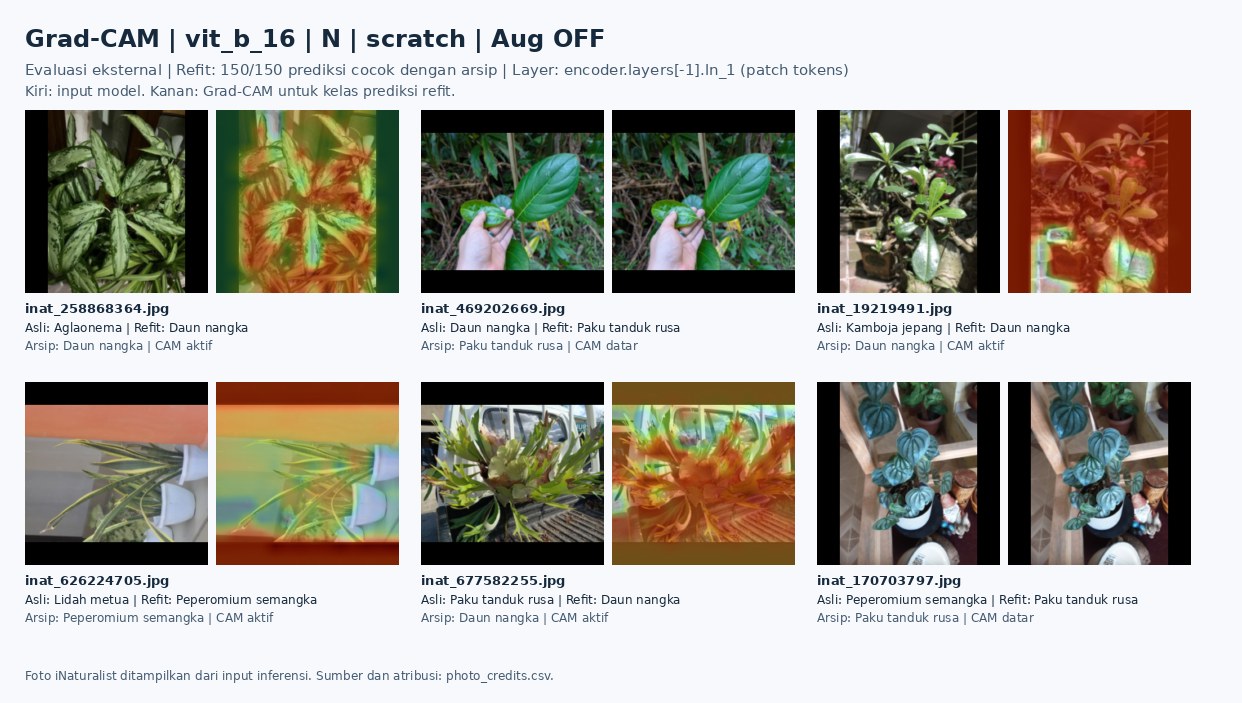 Grad-CAM | vit_b_16 | N | scratch | Aug OFF
Evaluasi eksternal | Refit: 150/150 prediksi cocok dengan arsip | Layer: encoder.layers[-1].ln_1 (patch tokens)
Kiri: input model. Kanan: Grad-CAM untuk kelas prediksi refit.
inat_258868364.jpg
Asli: Aglaonema | Refit: Daun nangka
Arsip: Daun nangka | CAM aktif
inat_469202669.jpg
Asli: Daun nangka | Refit: Paku tanduk rusa
Arsip: Paku tanduk rusa | CAM datar
inat_19219491.jpg
Asli: Kamboja jepang | Refit: Daun nangka
Arsip: Daun nangka | CAM aktif
inat_626224705.jpg
Asli: Lidah metua | Refit: Peperomium semangka
Arsip: Peperomium semangka | CAM aktif
inat_677582255.jpg
Asli: Paku tanduk rusa | Refit: Daun nangka
Arsip: Daun nangka | CAM aktif
inat_170703797.jpg
Asli: Peperomium semangka | Refit: Paku tanduk rusa
Arsip: Paku tanduk rusa | CAM datar
Foto iNaturalist ditampilkan dari input inferensi. Sumber dan atribusi: photo_credits.csv.